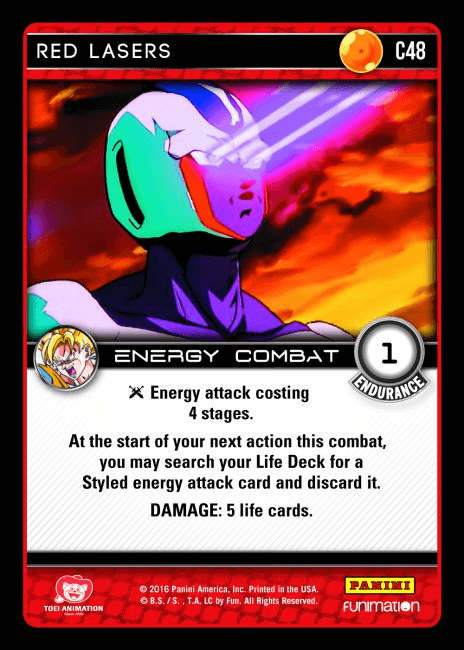 RED LASERS
C48
ENERGY COMBAT
1
ENDURANCE
Energy attack costing
4 stages.
At the start of your next action this combat,
you may search your Life Deck for a
Styled energy attack card and discard it.
DAMAGE: 5 life cards.
TOEI ANIMATION
Since 1956
© 2016 Panini America, Inc. Printed in the USA.
© B.S. / S. , T.A. LC by Fun. All Rights Reserved.
PANINI
FUNIMATION